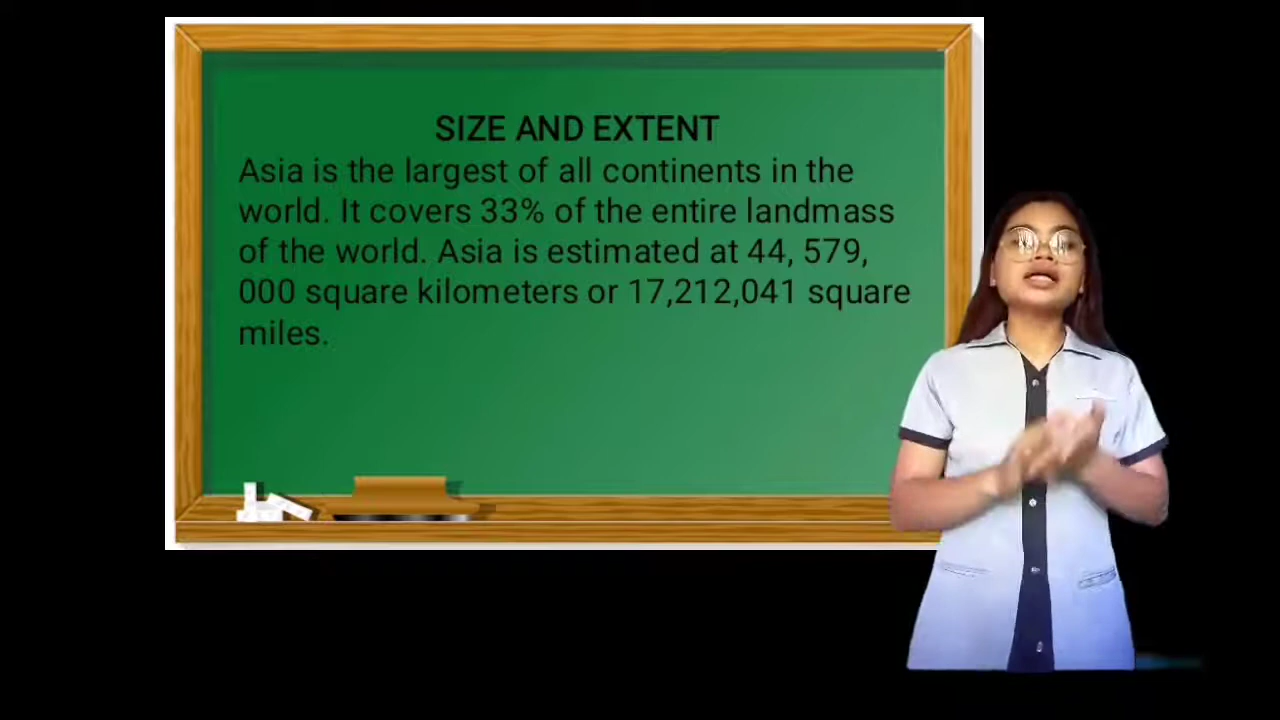 SIZE AND EXTENT
Asia is the largest of all continents in the
world. It covers 33% of the entire landmass
of the world. Asia is estimated at 44, 579,
000 square kilometers or 17,212,041 square
miles.